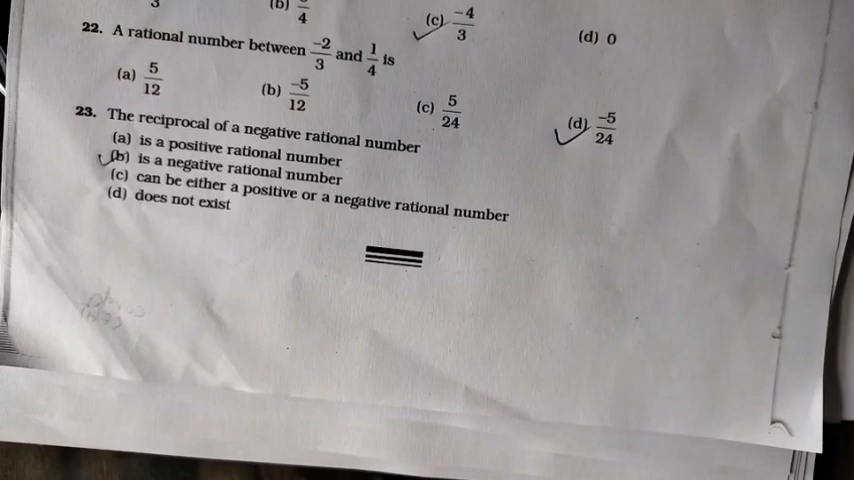 3 (b) 4 (c) -4/3 (d) 0
22. A rational number between -2/3 and 1/4 is
(a) 5/12 (b) -5/12 (c) 5/24 (d) -5/24
23. The reciprocal of a negative rational number
(a) is a positive rational number
(b) is a negative rational number
(c) can be either a positive or a negative rational number
(d) does not exist